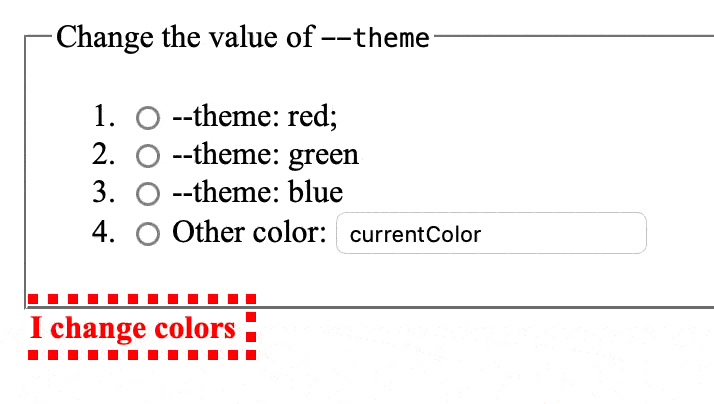 Change the value of --theme
1. --theme: red;
2. --theme: green
3. --theme: blue
4. Other color: currentColor
I change colors